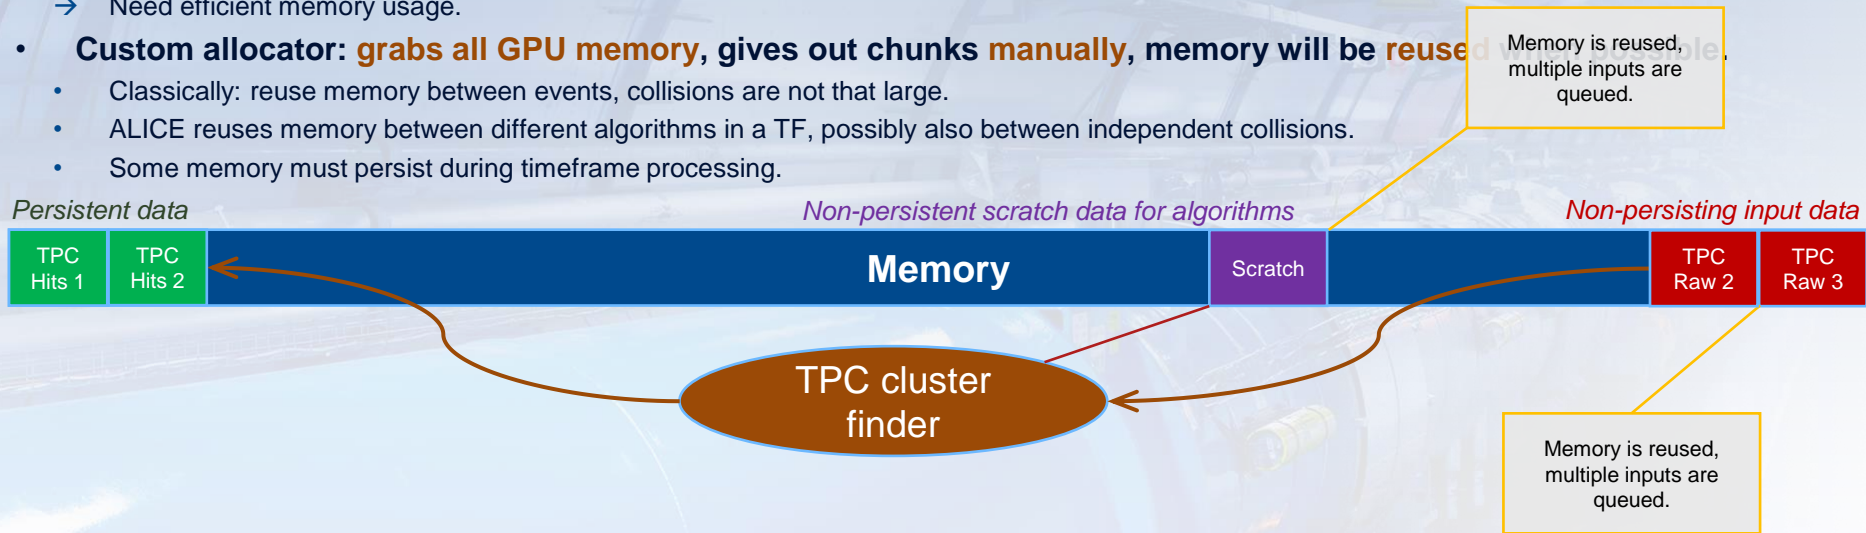 → Need efficient memory usage.
• Custom allocator: grabs all GPU memory, gives out chunks manually, memory will be reused when possible.
Memory is reused,
multiple inputs are
queued.
• Classically: reuse memory between events, collisions are not that large.
• ALICE reuses memory between different algorithms in a TF, possibly also between independent collisions.
• Some memory must persist during timeframe processing.
Persistent data
Non-persistent scratch data for algorithms
Non-persisting input data
TPC
Hits 1
TPC
Hits 2
Memory
Scratch
TPC
Raw 2
TPC
Raw 3
TPC cluster
finder
Memory is reused,
multiple inputs are
queued.